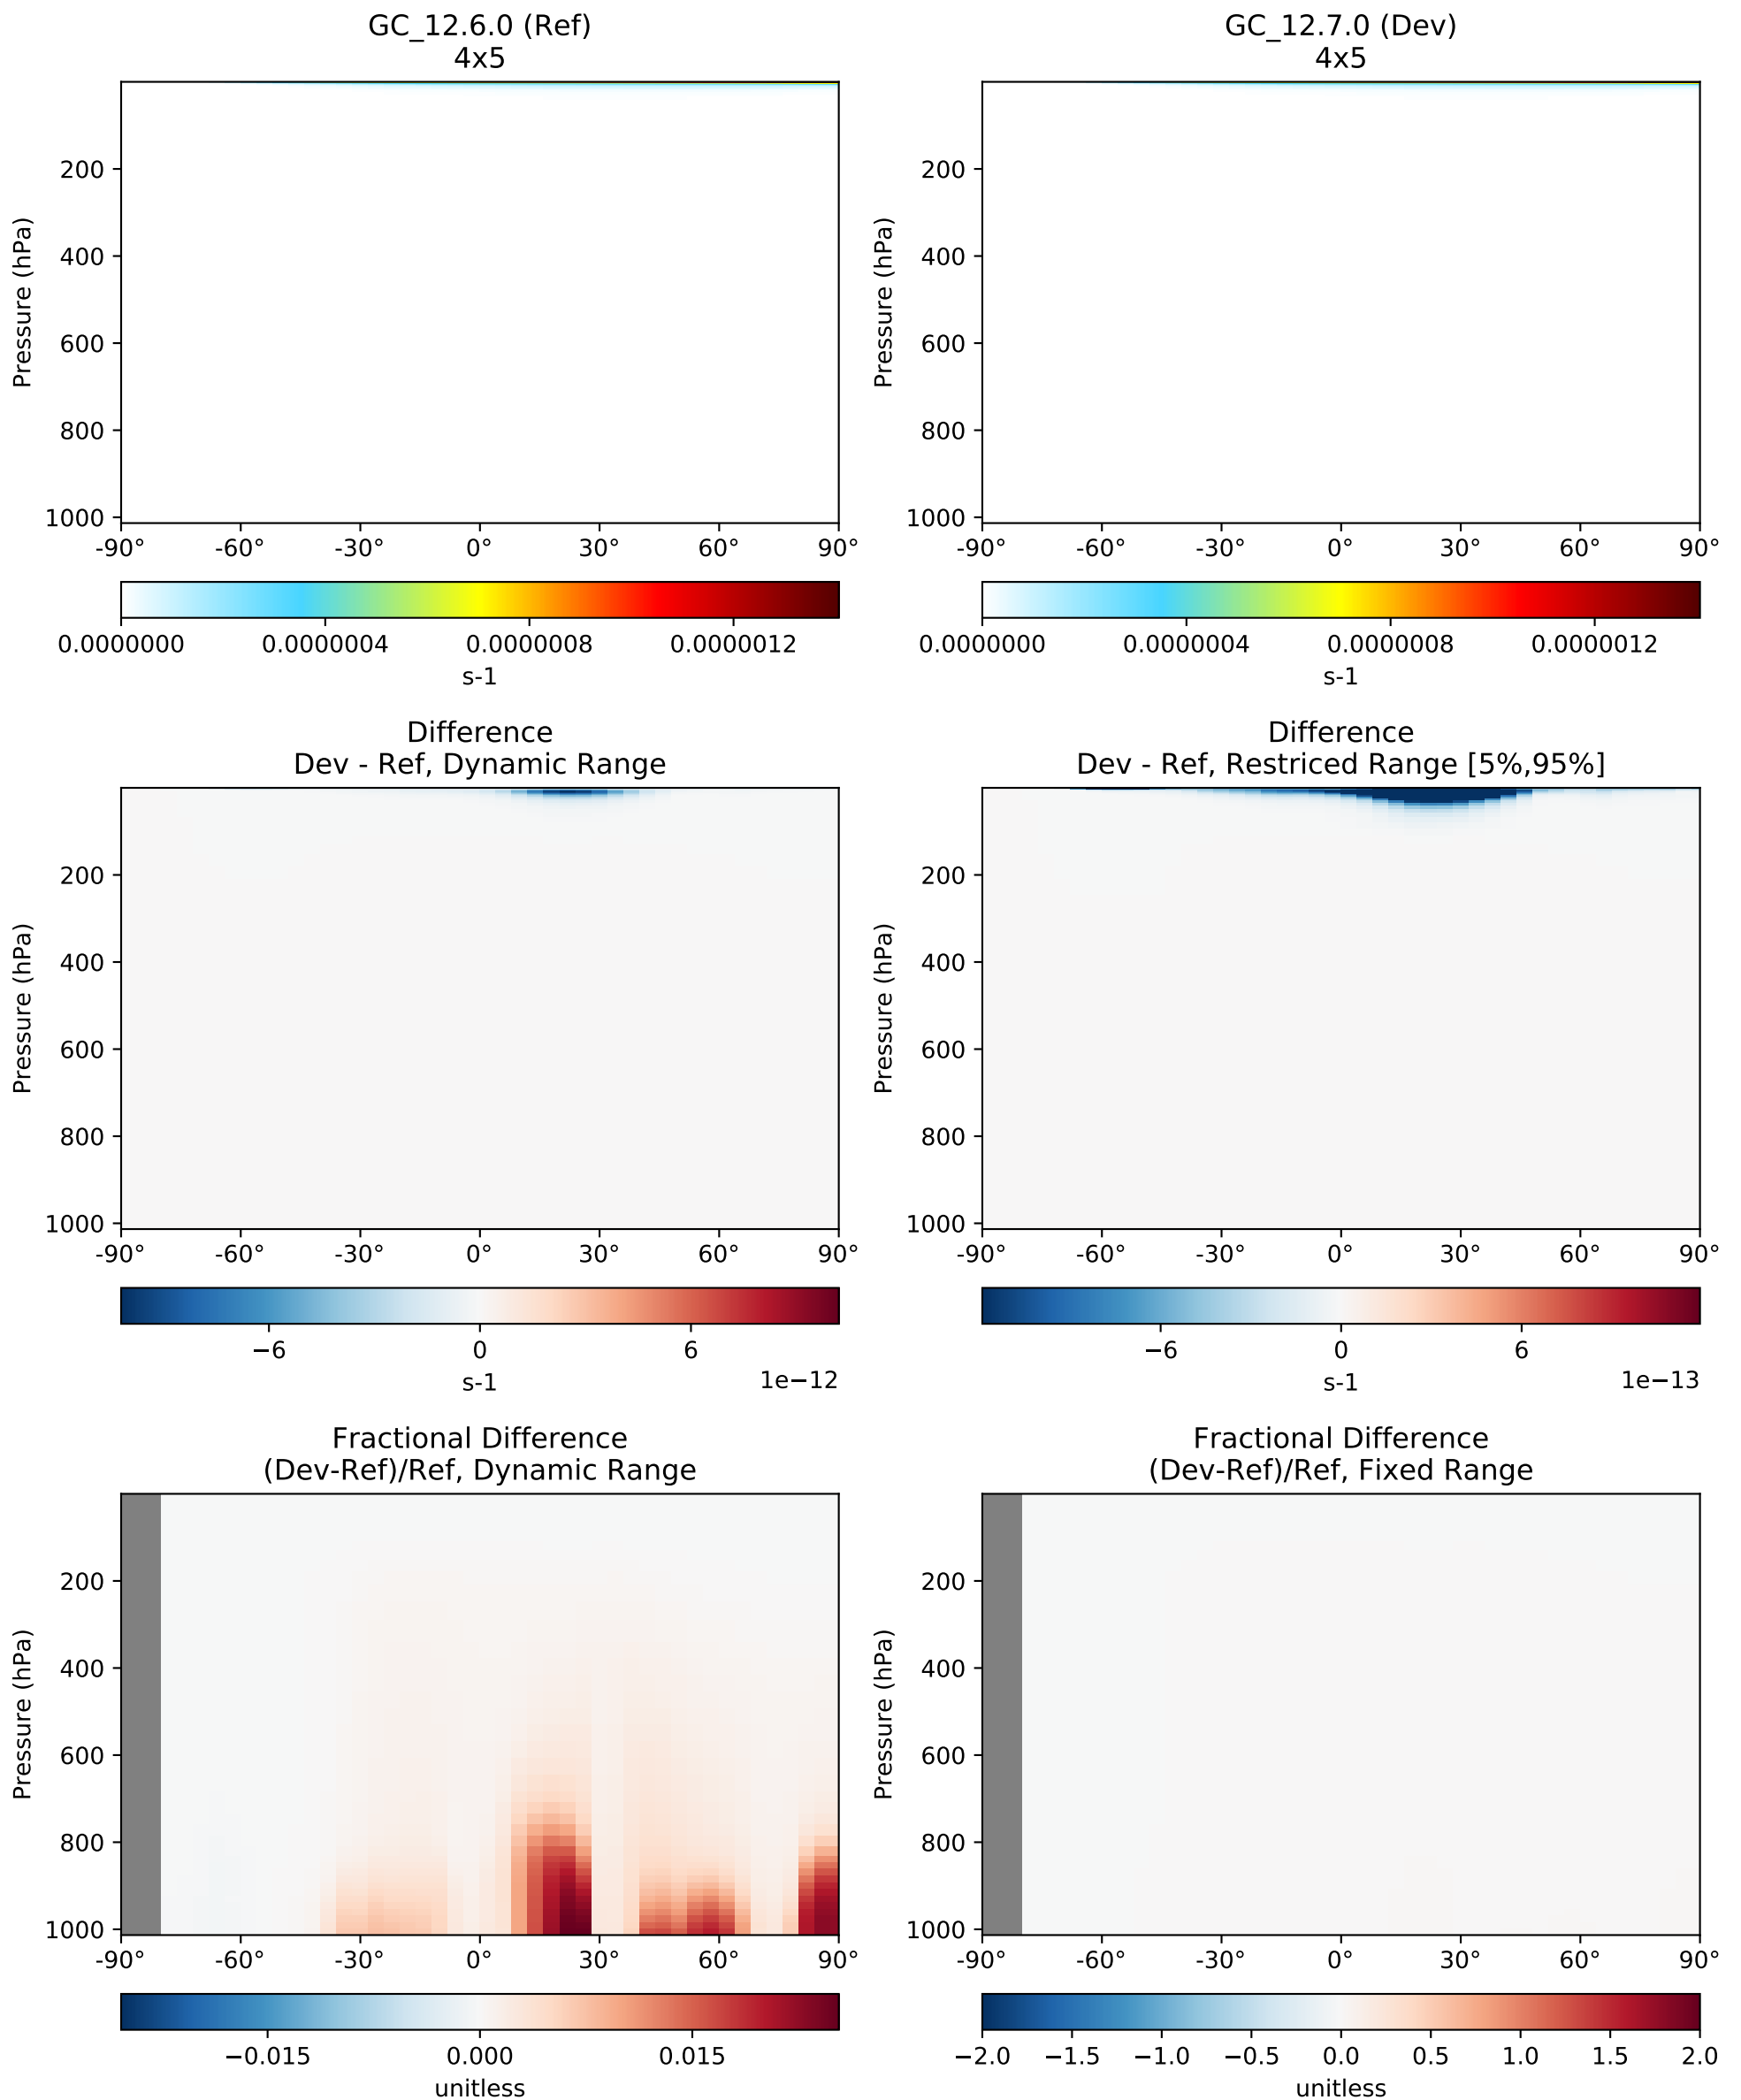 GC_12.6.0 (Ref)
4x5
Pressure (hPa)
200
400
600
800
1000
-90° -60° -30° 0° 30° 60° 90°
0.0000000 0.0000004 0.0000008 0.0000012
s-1
GC_12.7.0 (Dev)
4x5
Pressure (hPa)
200
400
600
800
1000
-90° -60° -30° 0° 30° 60° 90°
0.0000000 0.0000004 0.0000008 0.0000012
s-1
Difference
Dev - Ref, Dynamic Range
Pressure (hPa)
200
400
600
800
1000
-90° -60° -30° 0° 30° 60° 90°
−6 0 6
s-1 1e−12
Difference
Dev - Ref, Restriced Range [5%,95%]
Pressure (hPa)
200
400
600
800
1000
-90° -60° -30° 0° 30° 60° 90°
−6 0 6
s-1 1e−13
Fractional Difference
(Dev-Ref)/Ref, Dynamic Range
Pressure (hPa)
200
400
600
800
1000
-90° -60° -30° 0° 30° 60° 90°
−0.015 0.000 0.015
unitless
Fractional Difference
(Dev-Ref)/Ref, Fixed Range
Pressure (hPa)
200
400
600
800
1000
-90° -60° -30° 0° 30° 60° 90°
−2.0 −1.5 −1.0 −0.5 0.0 0.5 1.0 1.5 2.0
unitless